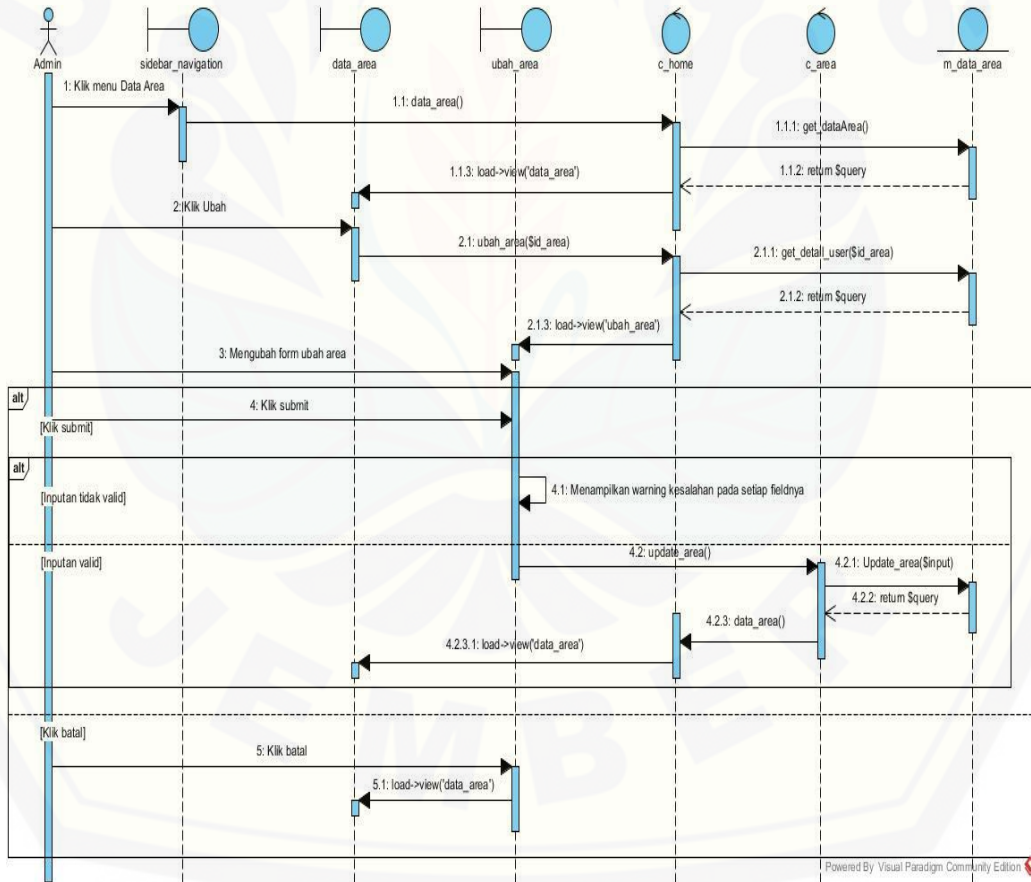 Admin
sidebar_navigation
data_area
ubah_area
c_home
c_area
m_data_area
1: Klik menu Data Area
1.1: data_area()
1.1.1: get_dataArea()
1.1.2: return $query
1.1.3: load->view('data_area')
2: Klik Ubah
2.1: ubah_area($id_area)
2.1.1: get_detail_user($id_area)
2.1.2: return $query
2.1.3: load->view('ubah_area')
3: Mengubah form ubah area
alt
4: Klik submit
[Klik submit]
alt
[Inputan tidak valid]
4.1: Menampilkan warning kesalahan pada setiap fieldnya
[Inputan valid]
4.2: update_area()
4.2.1: Update_area($input)
4.2.2: return $query
4.2.3: data_area()
4.2.3.1: load->view('data_area')
[Klik batal]
5: Klik batal
5.1: load->view('data_area')
JEMBER
Powered By Visual Paradigm Community Edition